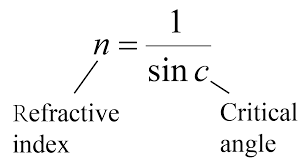 n = 1 / sin c
Refractive index
Critical angle